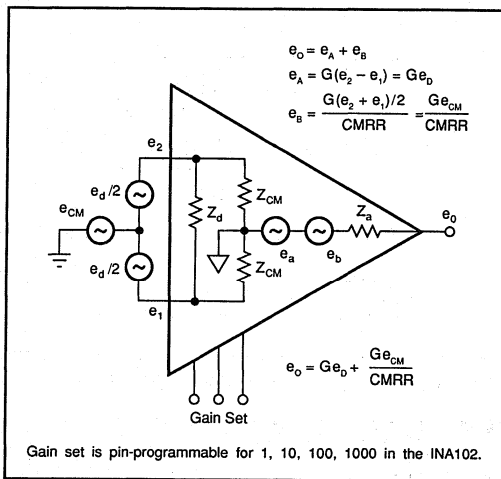 e_O = e_A + e_B
e_A = G(e_2 − e_1) = Ge_D
e_B = G(e_2 + e_1)/2 / CMRR = Ge_CM / CMRR
e_2
e_d/2
e_CM
e_d/2
e_1
Z_d
Z_CM
Z_CM
e_a
e_b
Z_a
e_0
e_O = Ge_D + Ge_CM / CMRR
Gain Set
Gain set is pin-programmable for 1, 10, 100, 1000 in the INA102.